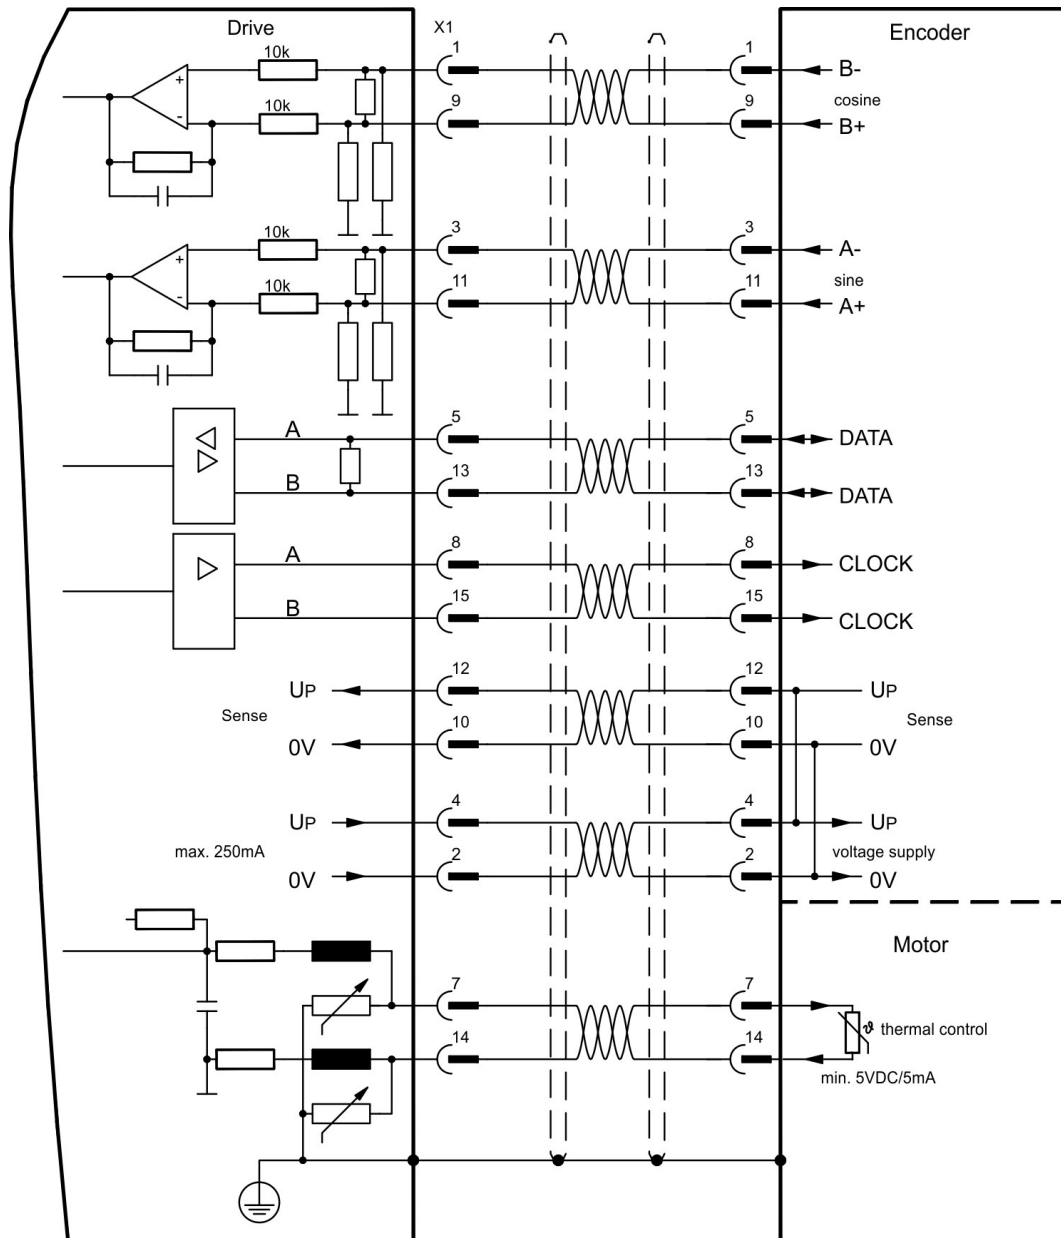 Drive
X1
Encoder
10k
1
1
B-
cosine
10k
9
9
B+
+
-
10k
3
3
A-
sine
10k
11
11
A+
+
-
A
5
5
DATA
B
13
13
DATA
A
8
8
CLOCK
B
15
15
CLOCK
UP
12
12
UP
Sense
Sense
0V
10
10
0V
UP
4
4
UP
max. 250mA
voltage supply
0V
2
2
0V
Motor
7
7
ϑ thermal control
14
14
min. 5VDC/5mA